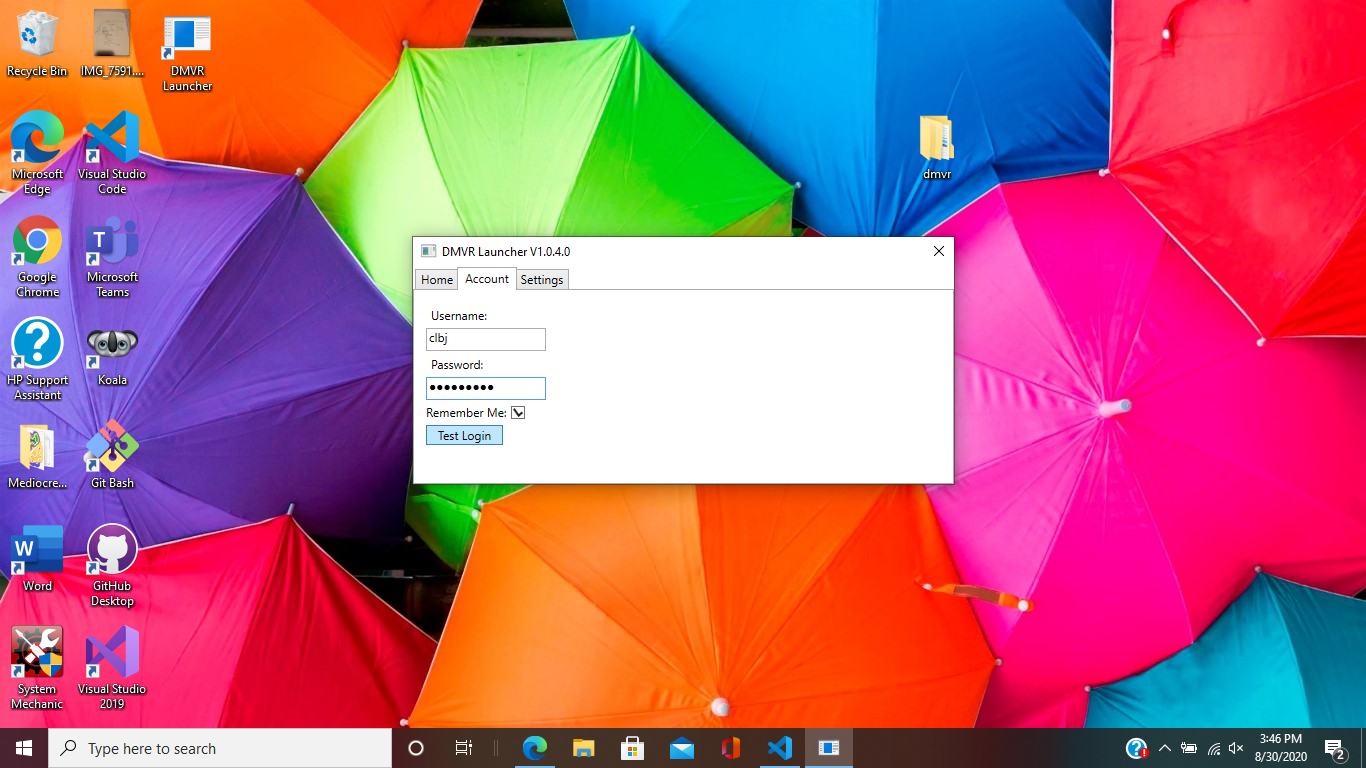 Recycle Bin
IMG_7591....
DMVR
Launcher
Microsoft
Edge
Visual Studio
Code
dmvr
Google
Chrome
Microsoft
Teams
HP Support
Assistant
Koala
Mediocre...
Git Bash
Word
GitHub
Desktop
System
Mechanic
Visual Studio
2019
DMVR Launcher V1.0.4.0
Home Account Settings
Username:
clbj
Password:
●●●●●●●●●
Remember Me:
Test Login
Type here to search
3:46 PM
8/30/2020
2